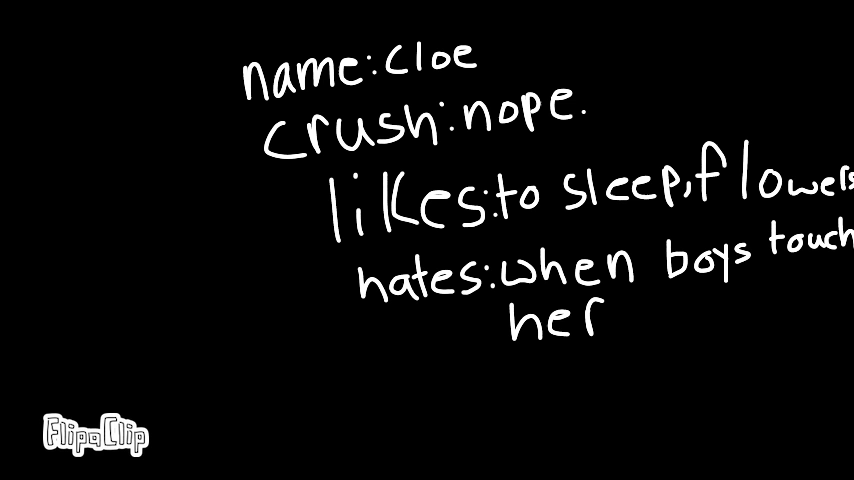 name:cloe
crush:nope.
likes:to sleep,flowers
hates:when boys touch
her
FlipaClip